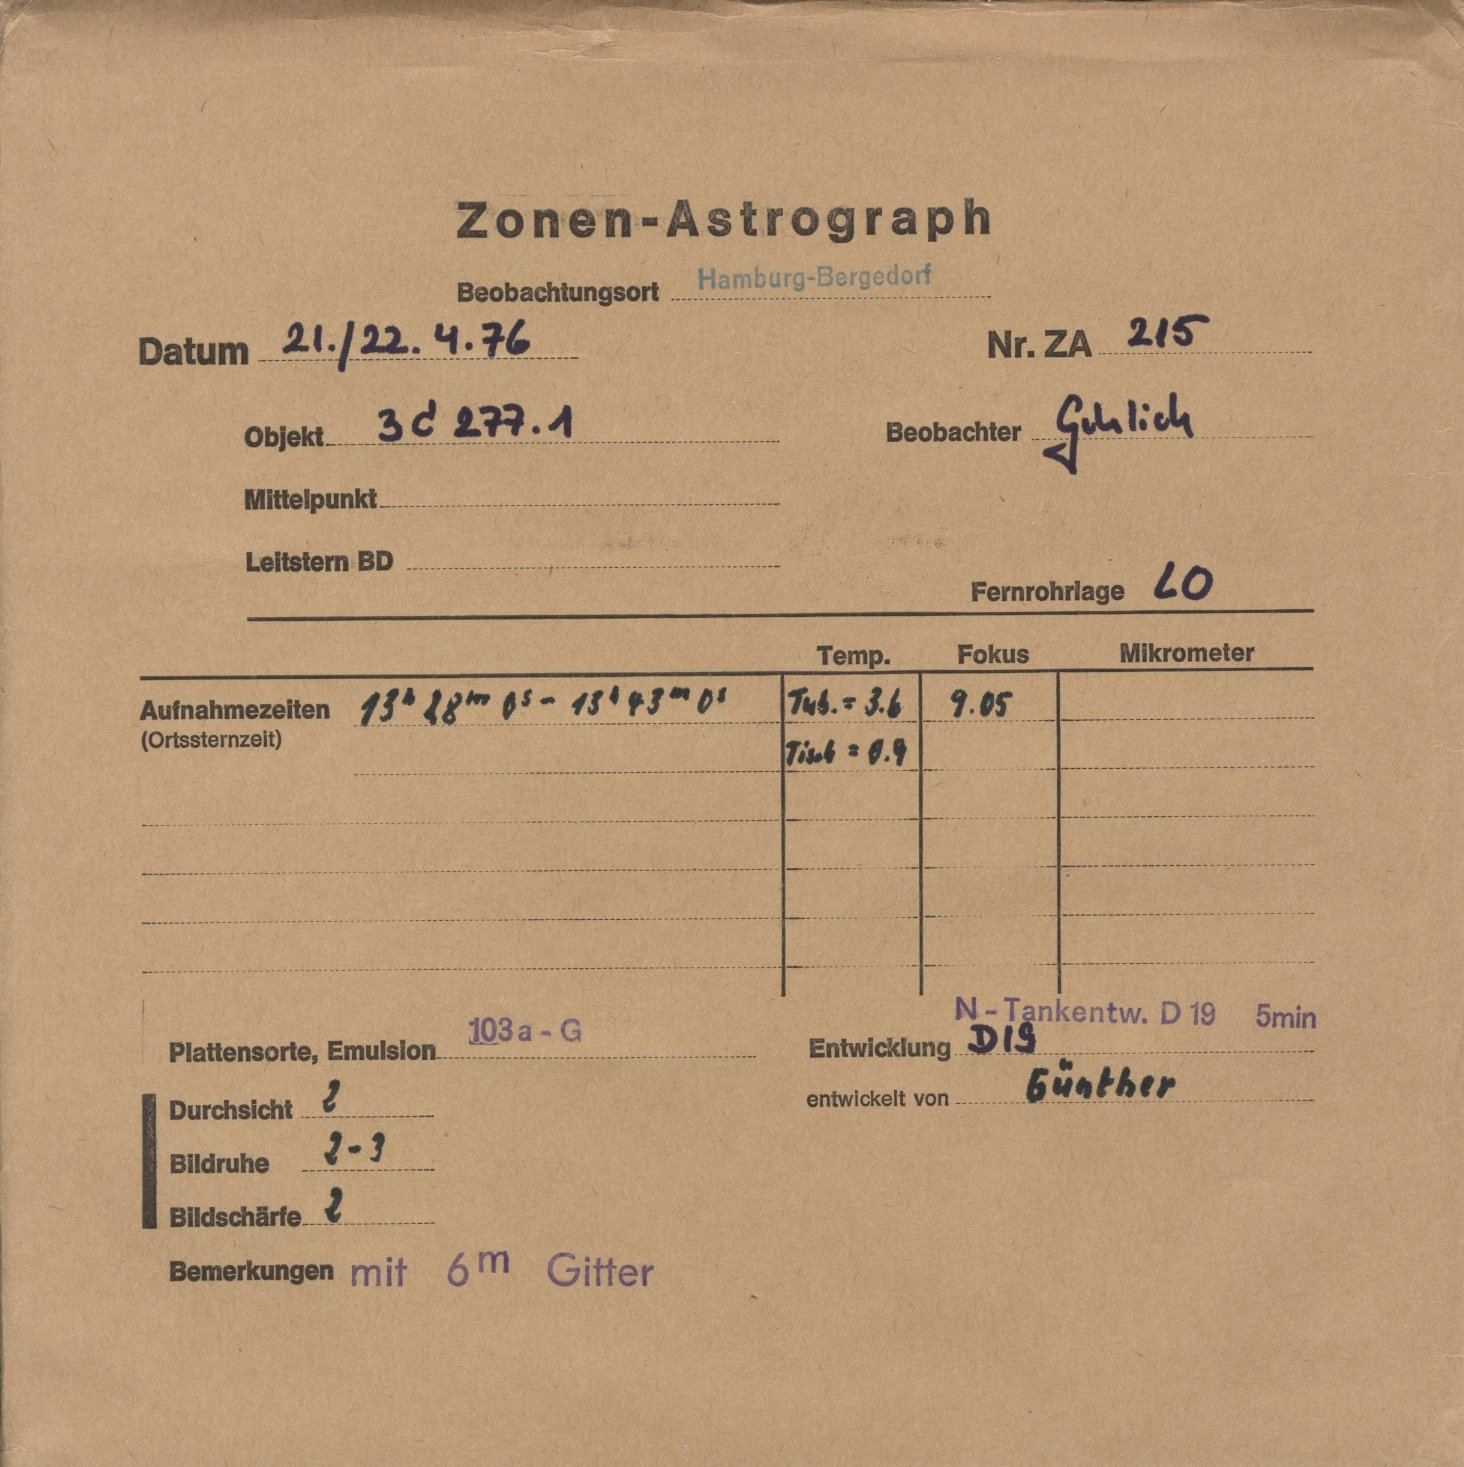 Zonen-Astrograph
Beobachtungsort Hamburg-Bergedorf
Datum 21./22. 4. 76 Nr. ZA 215
Objekt 3C 277.1 Beobachter
Mittelpunkt
Leitstern BD
Fernrohrlage LO
Temp. Fokus Mikrometer
Aufnahmezeiten 13h 28m 0s - 13h 43m 0s Tub. = 3.6 9.05
(Ortssternzeit) Tisch = 0.9
N-Tankentw. D 19 5min
Plattensorte, Emulsion 103a-G Entwicklung D19
Durchsicht 2 entwickelt von Günther
Bildruhe 2-3
Bildschärfe 2
Bemerkungen mit 6m Gitter